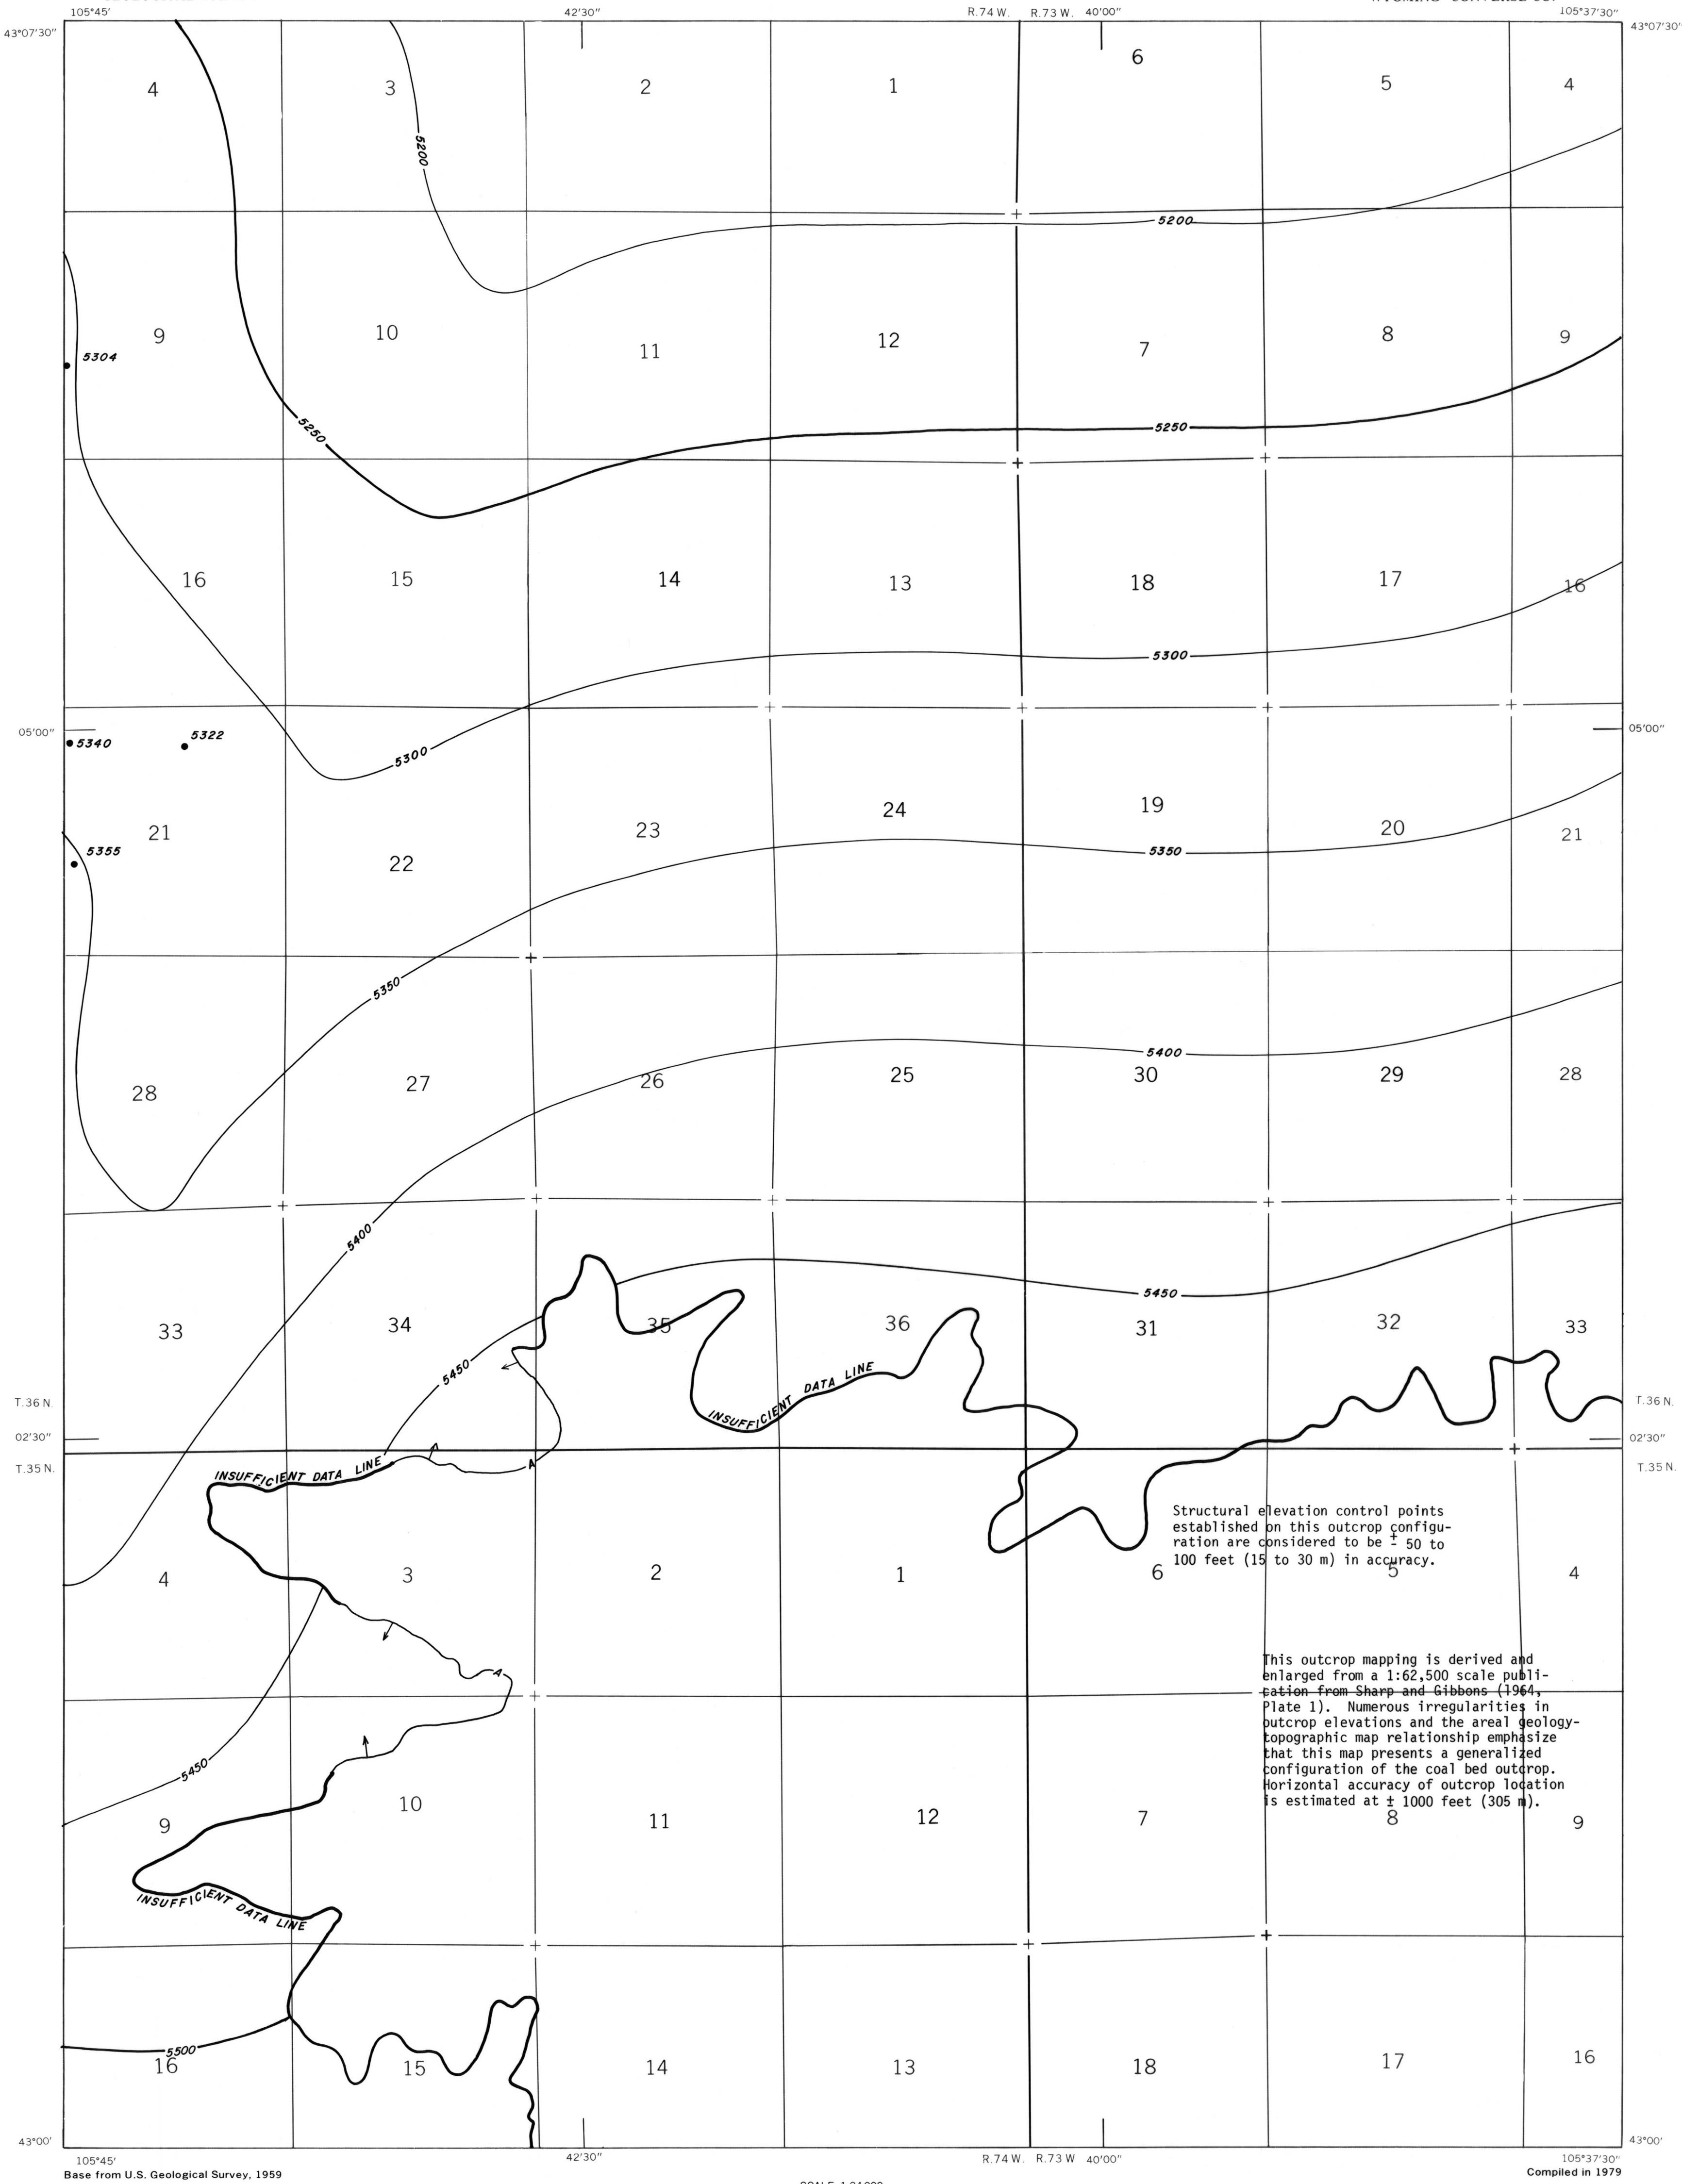 105°45′ 42′30″ R.74 W. R.73 W. 40′00″ 105°37′30″
43°07′30″ 43°07′30″
6
4 3 2 1 5 4
5200
5200
9 10 11 12 7 8 9
5304
5250
5250
16 15 14 13 18 17 16
5300
05′00″ 05′00″
5340 5322
5300
21 22 23 24 19 20 21
5355
5350
5350
5400
28 27 26 25 30 29 28
5400
5450
33 34 35 36 31 32 33
5450
INSUFFICIENT DATA LINE
T.36 N. T.36 N.
02′30″ 02′30″
T.35 N. T.35 N.
INSUFFICIENT DATA LINE A
Structural elevation control points
established on this outcrop configu-
ration are considered to be ± 50 to
100 feet (15 to 30 m) in accuracy.
4 3 2 1 6 5 4
A
This outcrop mapping is derived and
enlarged from a 1:62,500 scale publi-
cation from Sharp and Gibbons (1964,
Plate 1). Numerous irregularities in
outcrop elevations and the areal geology-
topographic map relationship emphasize
that this map presents a generalized
configuration of the coal bed outcrop.
Horizontal accuracy of outcrop location
is estimated at ± 1000 feet (305 m).
5450
9 10 11 12 7 8 9
INSUFFICIENT DATA LINE
5500
16 15 14 13 18 17 16
43°00′ 43°00′
105°45′ 42′30″ R.74 W. R.73 W 40′00″ 105°37′30″
Base from U.S. Geological Survey, 1959 Compiled in 1979